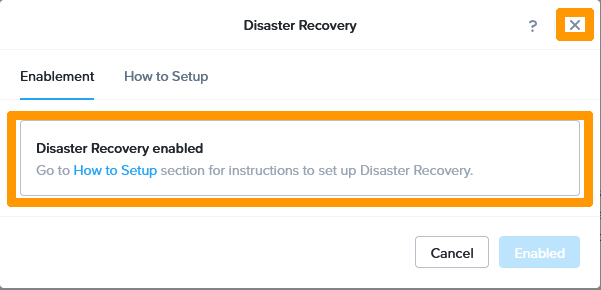 Disaster Recovery
?
Enablement How to Setup
Disaster Recovery enabled
Go to How to Setup section for instructions to set up Disaster Recovery.
Cancel Enabled